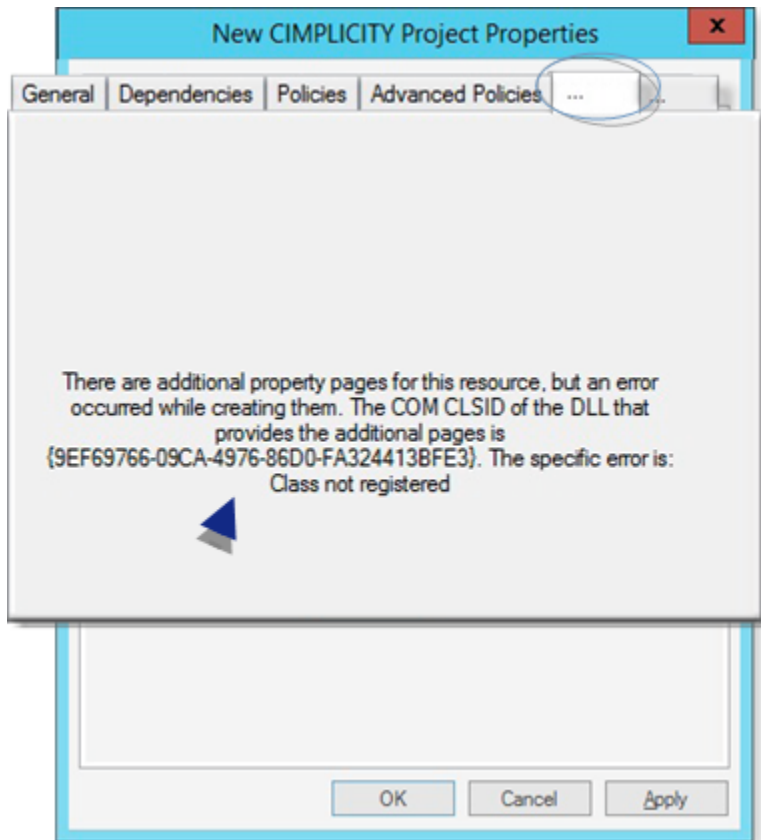 New CIMPLICITY Project Properties
x
General Dependencies Policies Advanced Policies ... ...
There are additional property pages for this resource, but an error
occurred while creating them. The COM CLSID of the DLL that
provides the additional pages is
{9EF69766-09CA-4976-86D0-FA324413BFE3}. The specific error is:
Class not registered
OK Cancel Apply